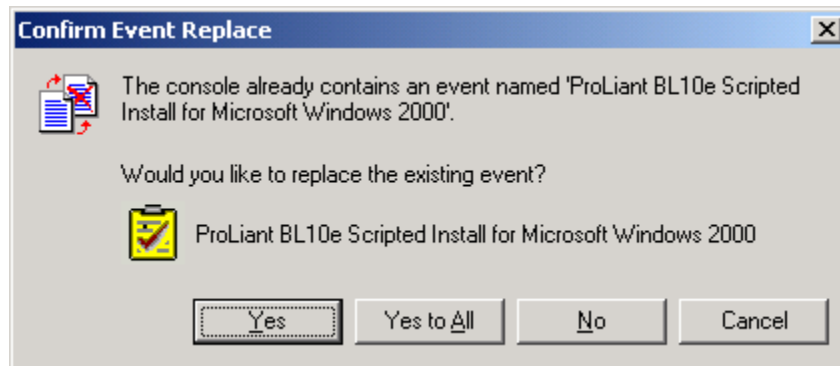 Confirm Event Replace
The console already contains an event named 'ProLiant BL10e Scripted
Install for Microsoft Windows 2000'.
Would you like to replace the existing event?
ProLiant BL10e Scripted Install for Microsoft Windows 2000
Yes Yes to All No Cancel